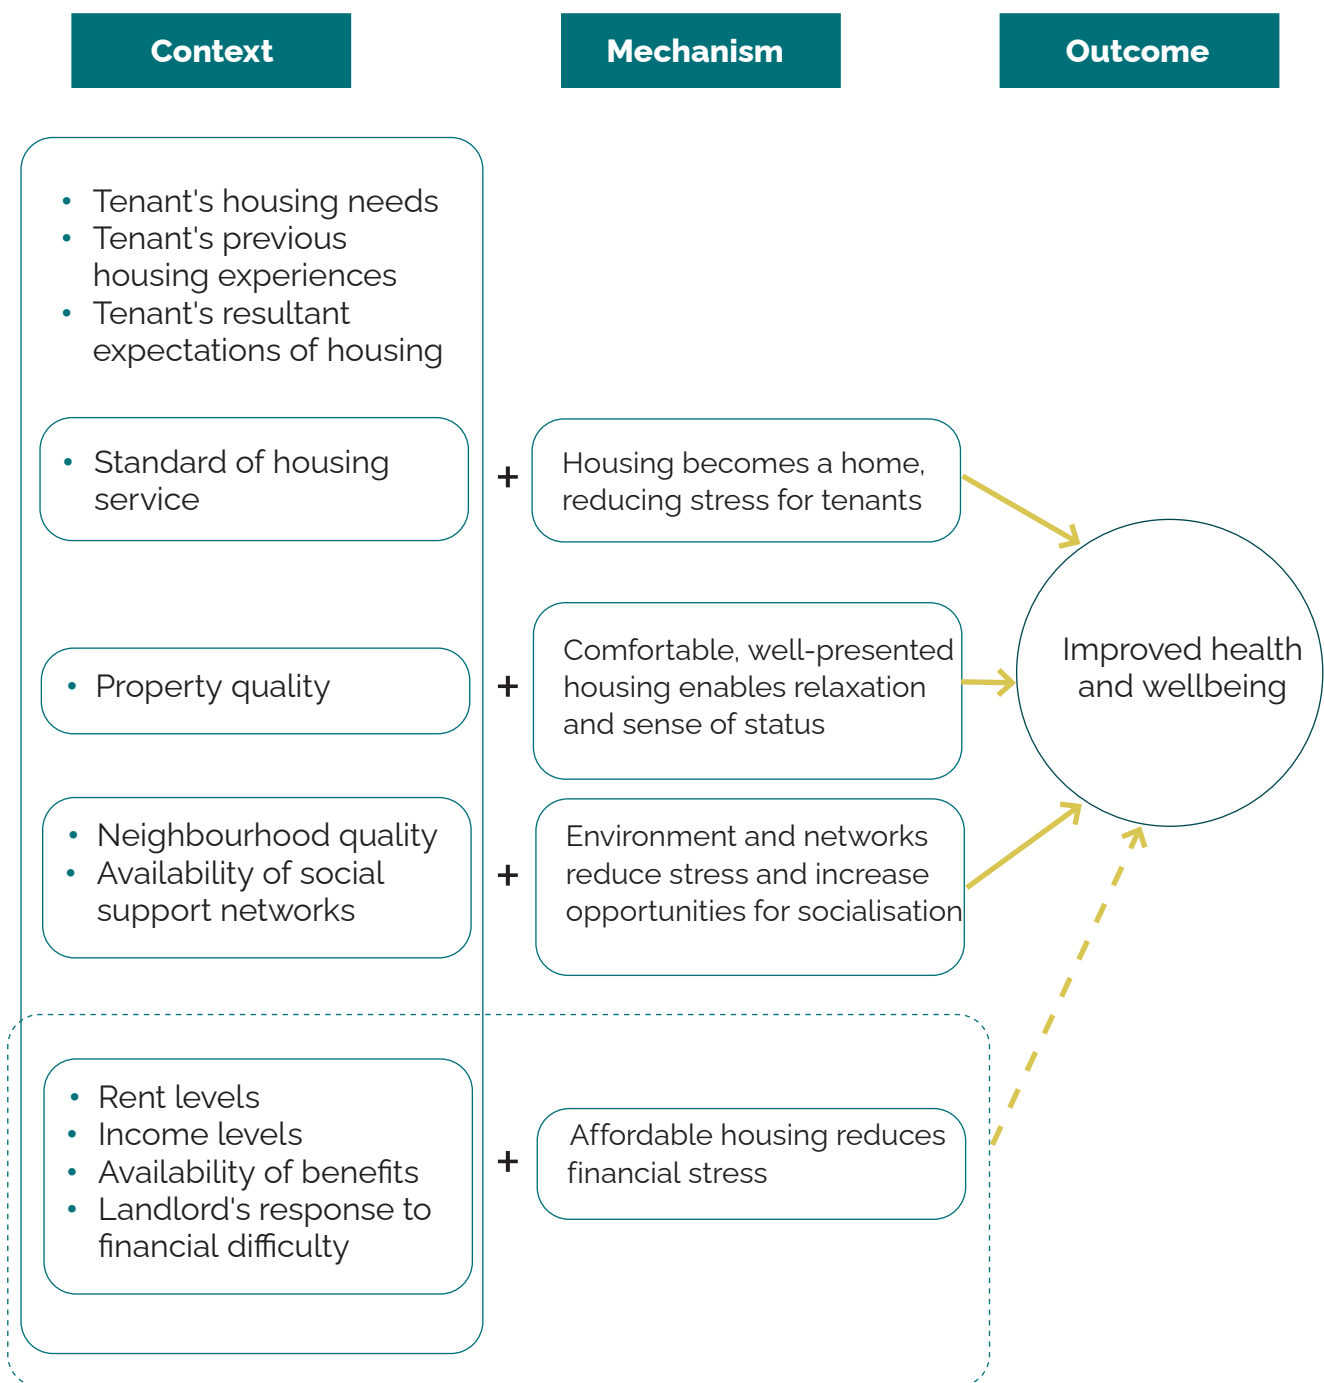 Context
Mechanism
Outcome
• Tenant's housing needs
• Tenant's previous
housing experiences
• Tenant's resultant
expectations of housing
• Standard of housing
service
+
Housing becomes a home,
reducing stress for tenants
• Property quality
+
Comfortable, well-presented
housing enables relaxation
and sense of status
Improved health
and wellbeing
• Neighbourhood quality
• Availability of social
support networks
+
Environment and networks
reduce stress and increase
opportunities for socialisation
• Rent levels
• Income levels
• Availability of benefits
• Landlord's response to
financial difficulty
+
Affordable housing reduces
financial stress